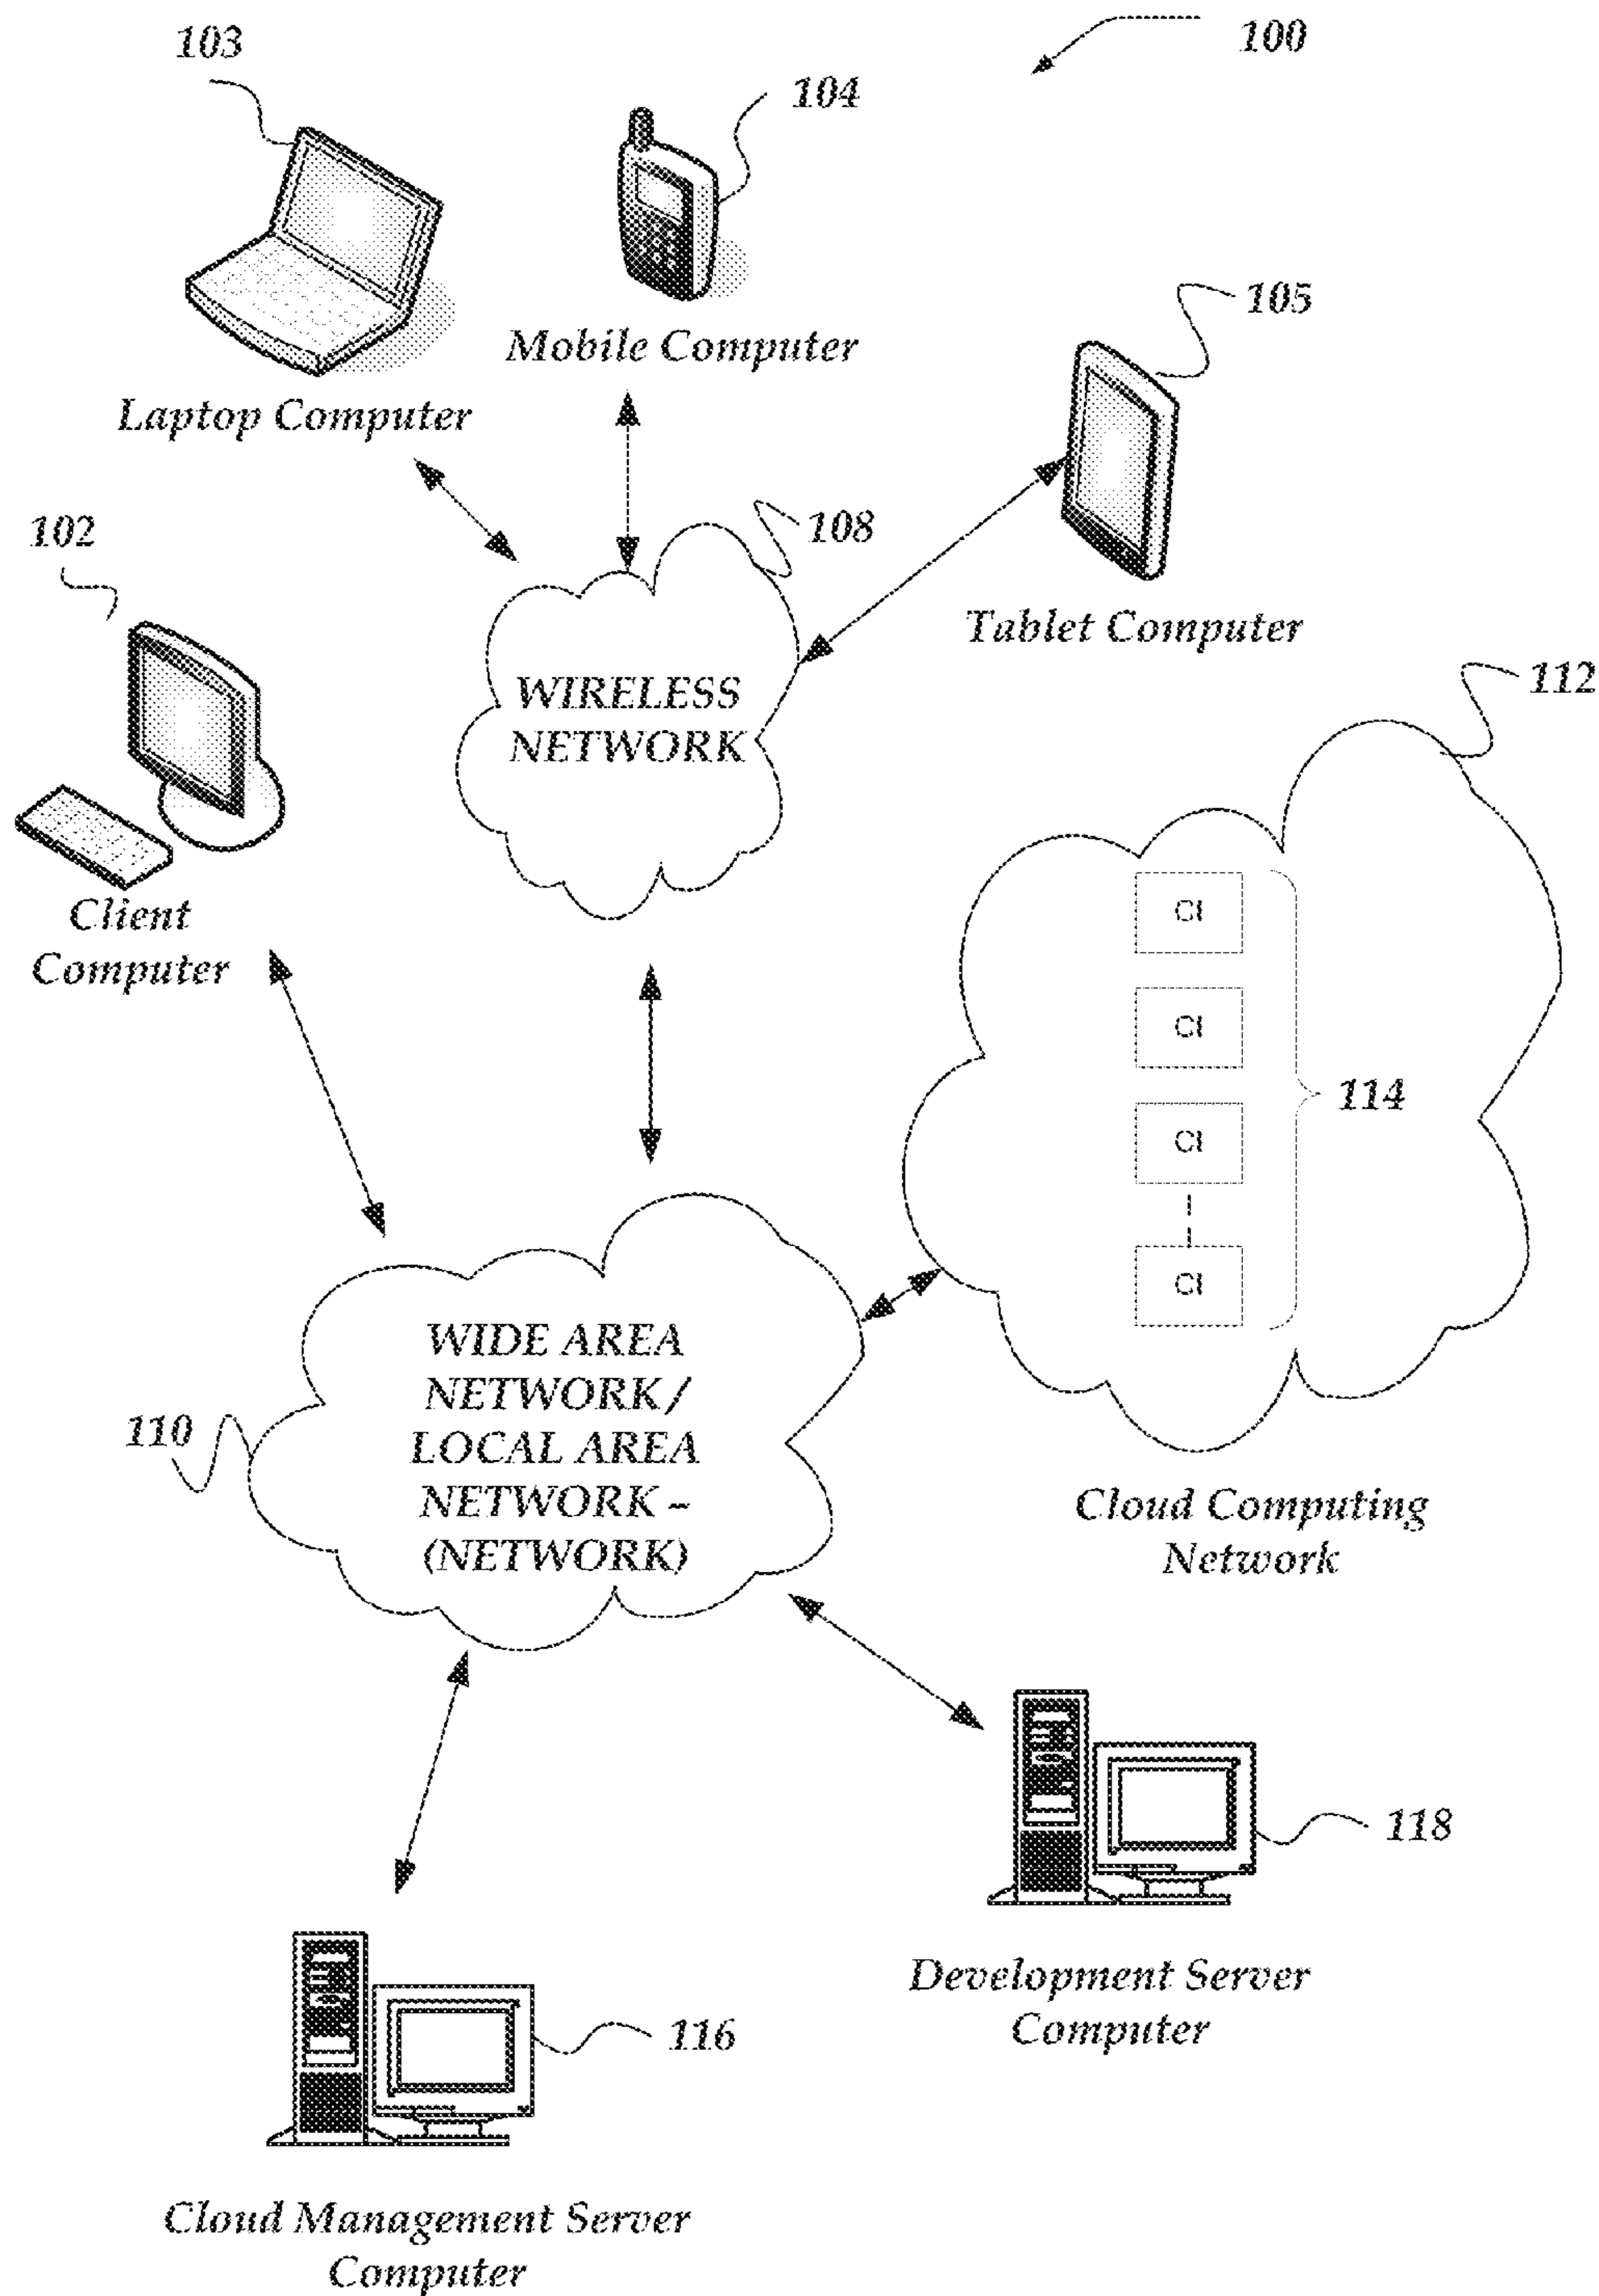 100
103
104
Mobile Computer
105
Laptop Computer
102
108
Tablet Computer
WIRELESS
NETWORK
112
Client
Computer
CI
CI
CI
CI
114
WIDE AREA
NETWORK /
LOCAL AREA
NETWORK –
(NETWORK)
110
Cloud Computing
Network
118
Development Server
Computer
116
Cloud Management Server
Computer